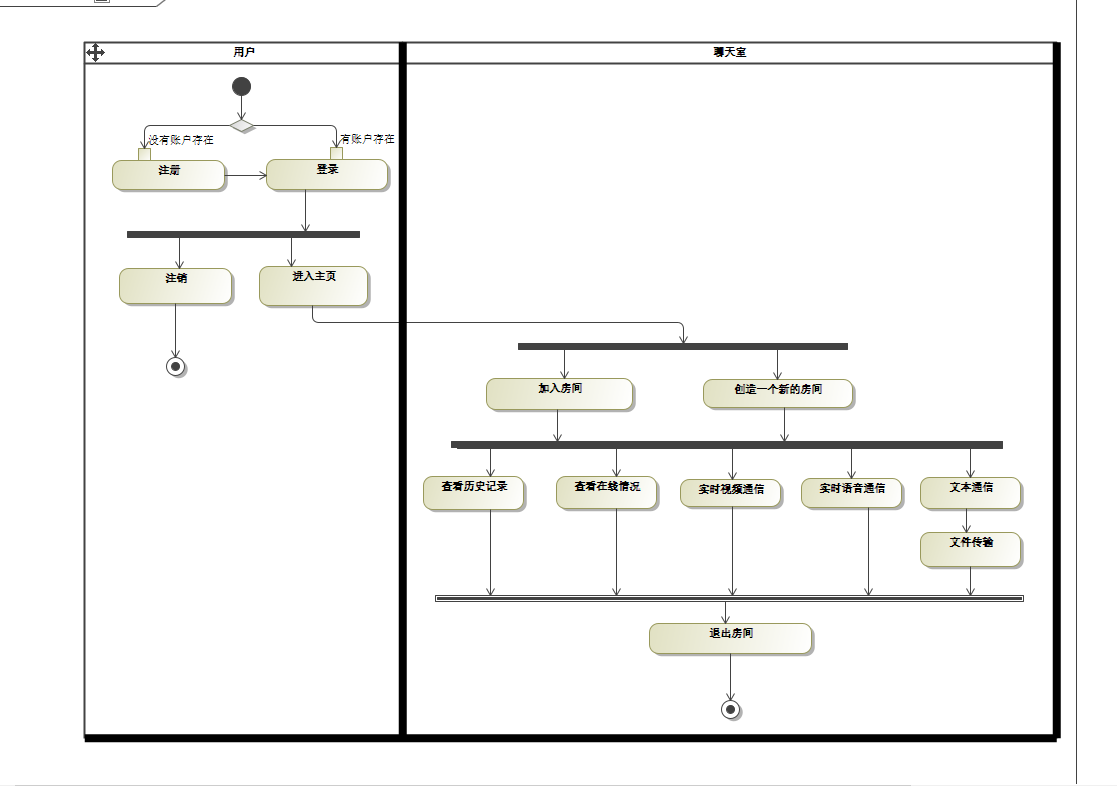 用户
聊天室
没有账户存在
有账户存在
注册
登录
注销
进入主页
加入房间
创造一个新的房间
查看历史记录
查看在线情况
实时视频通信
实时语音通信
文本通信
文件传输
退出房间